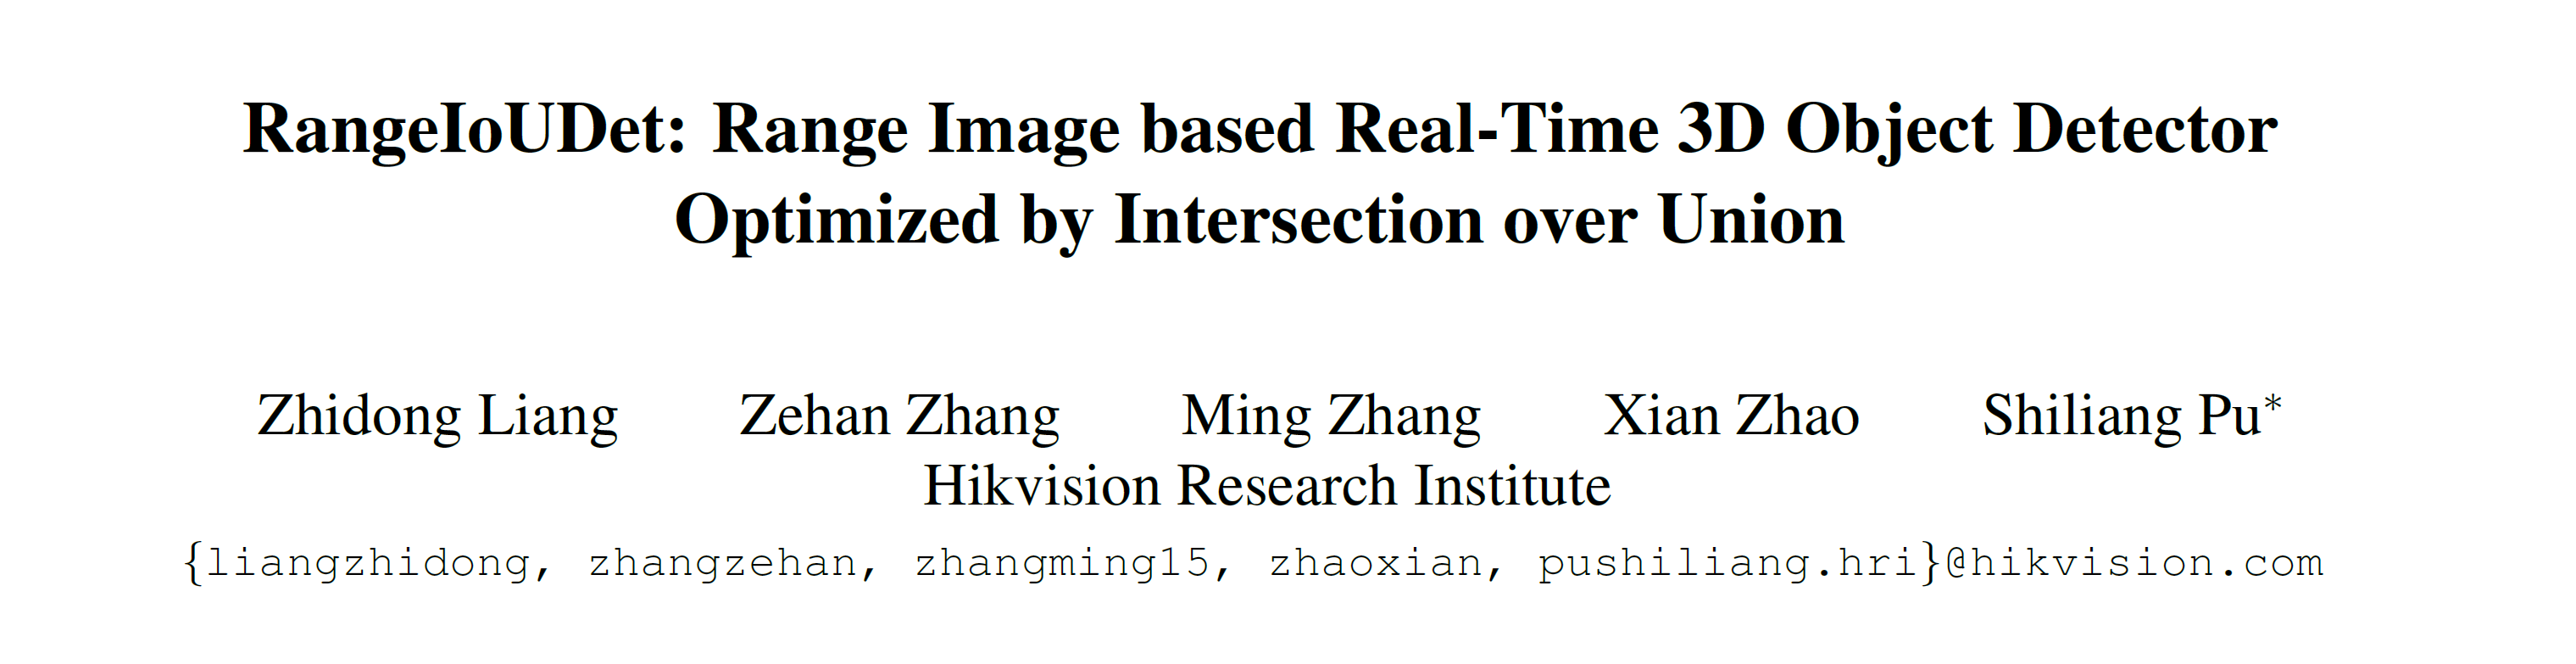 RangeIoUDet: Range Image based Real-Time 3D Object Detector
Optimized by Intersection over Union
Zhidong Liang Zehan Zhang Ming Zhang Xian Zhao Shiliang Pu*
Hikvision Research Institute
{liangzhidong, zhangzehan, zhangming15, zhaoxian, pushiliang.hri}@hikvision.com